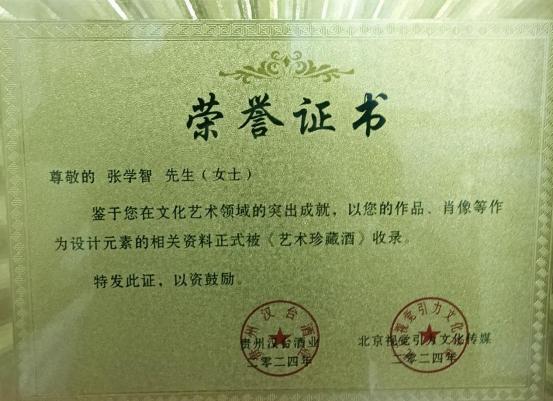 荣誉证书
尊敬的 张学智 先生（女士）
鉴于您在文化艺术领域的突出成就，以您的作品、肖像等作
为设计元素的相关资料正式被《艺术珍藏酒》收录。
特发此证，以资鼓励。
贵州汉台酒业
北京视觉引力文化传媒
二零二四年
二零二四年